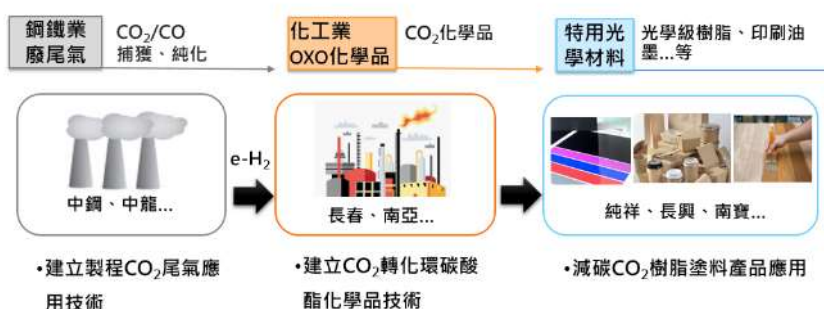 鋼鐵業
廢尾氣
CO₂/CO
捕獲、純化
化工業
OXO化學品
CO₂化學品
特用光
學材料
光學級樹脂、印刷油
墨...等
中鋼、中龍...
e-H₂
長春、南亞...
純祥、長興、南寶...
•建立製程CO₂尾氣應
用技術
•建立CO₂轉化環碳酸
酯化學品技術
•減碳CO₂樹脂塗料產品應用